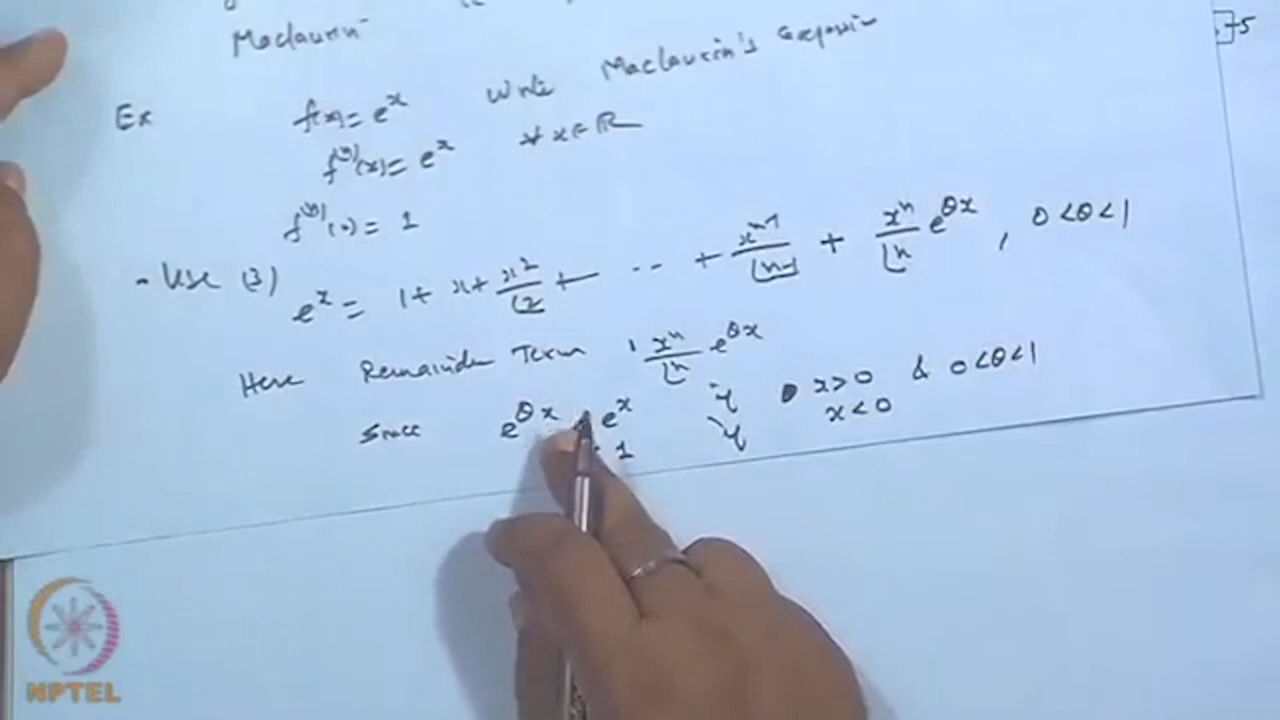 Maclaurin
Ex f(x) = e^x Write Maclaurin's Expansion
f^(n)(x) = e^x ∀ x ∈ ℝ
f^(n)(0) = 1
- Use (3)
e^x = 1 + x + x^2/⌊2 + ... + x^(n-1)/⌊n-1 + x^n/⌊n e^θx , 0 < θ < 1
Here Remainder Term x^n/⌊n e^θx
Since e^θx e^x if x > 0 & 0 < θ < 1
1 if x < 0
NPTEL